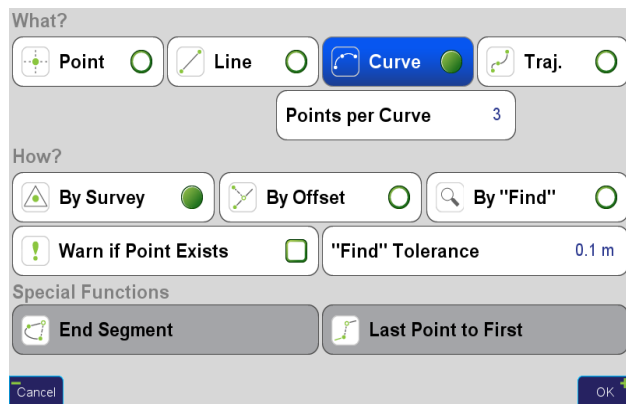 What?
Point Line Curve Traj.
Points per Curve 3
How?
By Survey By Offset By "Find"
Warn if Point Exists "Find" Tolerance 0.1 m
Special Functions
End Segment Last Point to First
Cancel OK